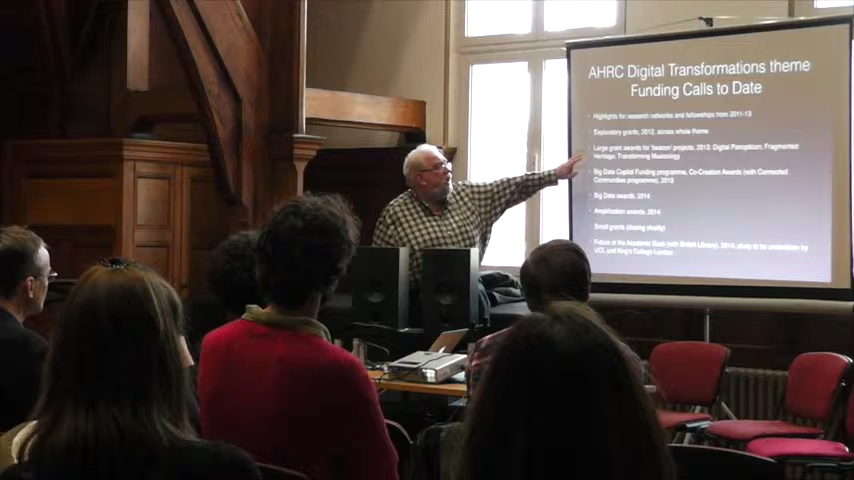 AHRC Digital Transformations theme
Funding Calls to Date
Highlights for research networks and fellowships from 2011-13
Exploratory grants, 2012, across whole theme
Large grant awards for 'beacon' projects, 2013: Digital Panopticon; Fragmented
Heritage; Transforming Musicology
Big Data Capital Funding programme, Co-Creation Awards (with Connected
Communities programme), 2013
Big Data awards, 2014
Amplification awards, 2014
Small grants (closing shortly)
Future of the Academic Book (with British Library), 2014, study to be undertaken by
UCL and King's College London